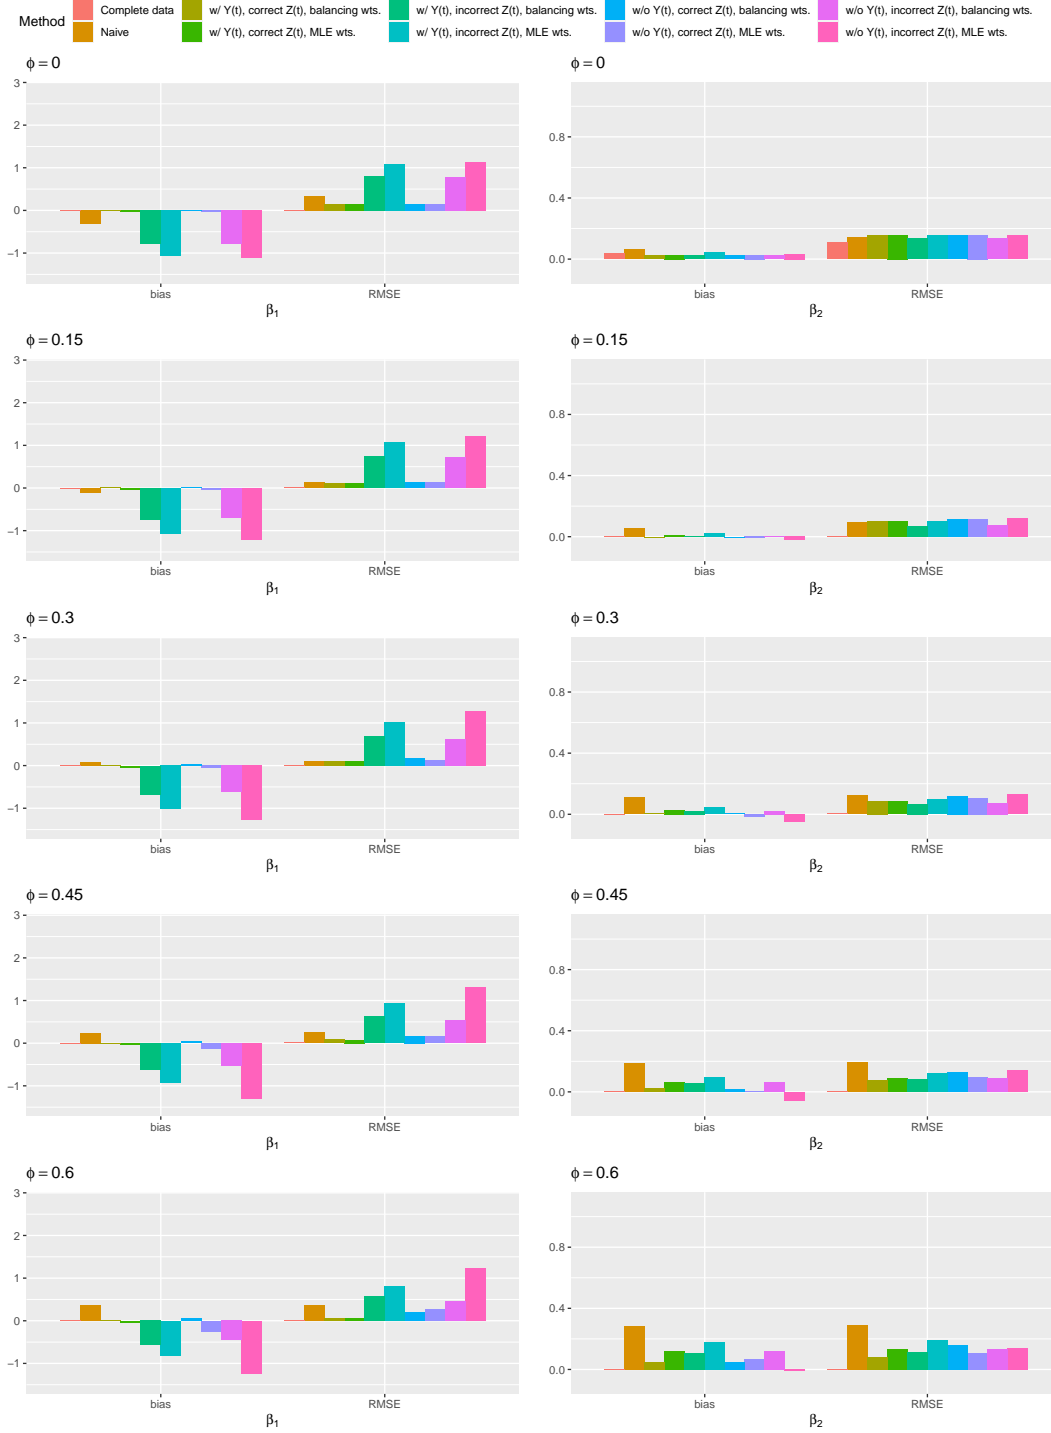 Method
Complete data
w/ Y(t), correct Z(t), balancing wts.
w/ Y(t), incorrect Z(t), balancing wts.
w/o Y(t), correct Z(t), balancing wts.
w/o Y(t), incorrect Z(t), balancing wts.
Naive
w/ Y(t), correct Z(t), MLE wts.
w/ Y(t), incorrect Z(t), MLE wts.
w/o Y(t), correct Z(t), MLE wts.
w/o Y(t), incorrect Z(t), MLE wts.
ϕ = 0
3
2
1
0
−1
bias
RMSE
β₁
ϕ = 0
0.8
0.4
0.0
bias
RMSE
β₂
ϕ = 0.15
3
2
1
0
−1
bias
RMSE
β₁
ϕ = 0.15
0.8
0.4
0.0
bias
RMSE
β₂
ϕ = 0.3
3
2
1
0
−1
bias
RMSE
β₁
ϕ = 0.3
0.8
0.4
0.0
bias
RMSE
β₂
ϕ = 0.45
3
2
1
0
−1
bias
RMSE
β₁
ϕ = 0.45
0.8
0.4
0.0
bias
RMSE
β₂
ϕ = 0.6
3
2
1
0
−1
bias
RMSE
β₁
ϕ = 0.6
0.8
0.4
0.0
bias
RMSE
β₂